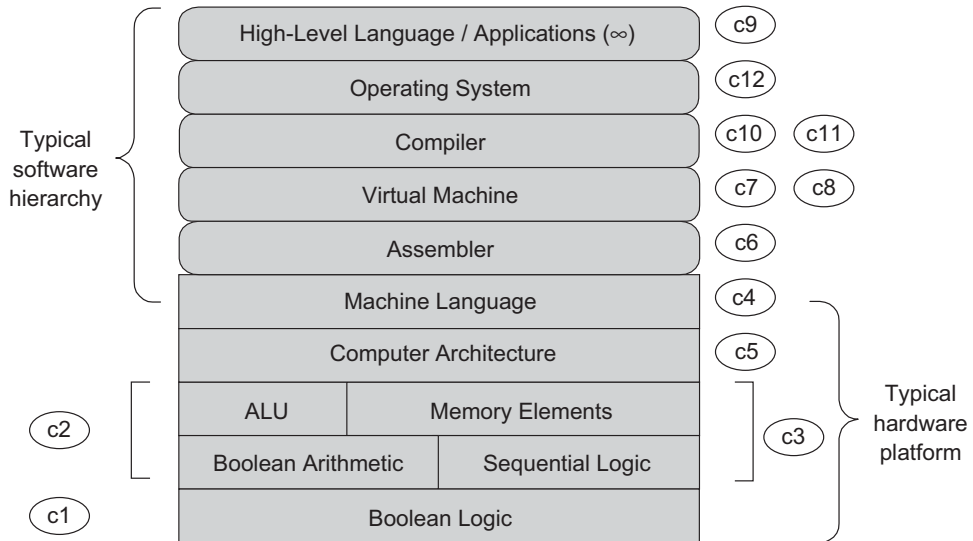 High-Level Language / Applications (∞)
c9
Operating System
c12
Typical
software
hierarchy
Compiler
c10
c11
Virtual Machine
c7
c8
Assembler
c6
Machine Language
c4
Computer Architecture
c5
Typical
hardware
platform
c2
ALU
Memory Elements
c3
Boolean Arithmetic
Sequential Logic
c1
Boolean Logic